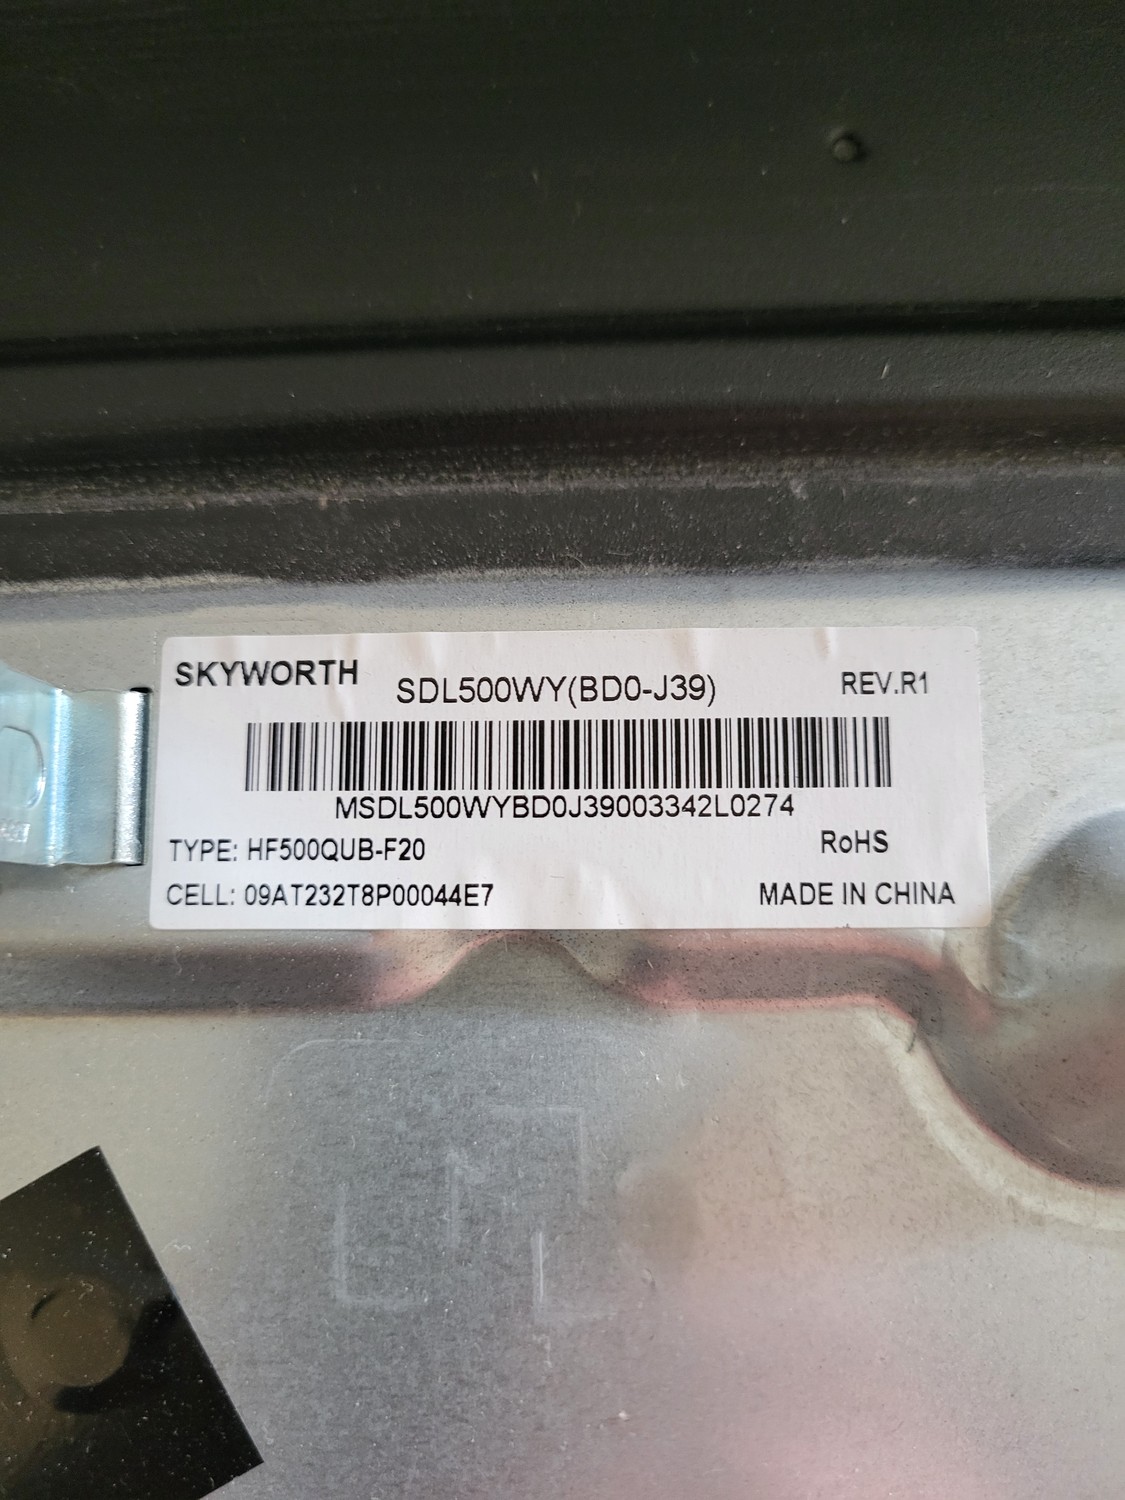 SKYWORTH
SDL500WY(BD0-J39)
REV.R1
MSDL500WYBD0J39003342L0274
TYPE: HF500QUB-F20
RoHS
CELL: 09AT232T8P00044E7
MADE IN CHINA